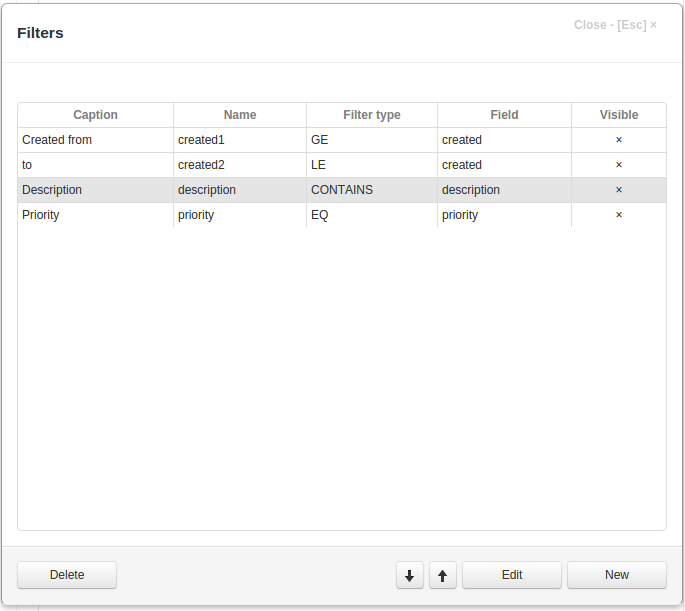 Filters
Close - [Esc] ×
Caption Name Filter type Field Visible
Created from created1 GE created ×
to created2 LE created ×
Description description CONTAINS description ×
Priority priority EQ priority ×
Delete Edit New